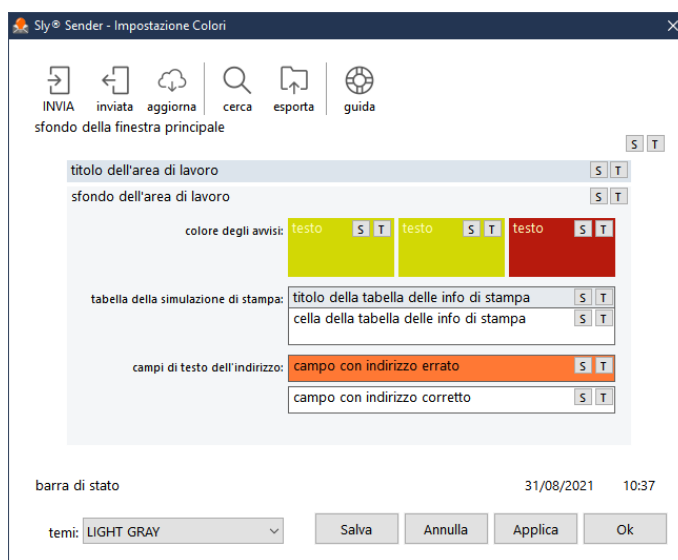 Sly® Sender - Impostazione Colori
INVIA inviata aggiorna cerca esporta guida
sfondo della finestra principale
S T
titolo dell'area di lavoro S T
sfondo dell'area di lavoro S T
colore degli avvisi: testo S T testo S T testo S T
tabella della simulazione di stampa: titolo della tabella delle info di stampa S T
cella della tabella delle info di stampa S T
campi di testo dell'indirizzo: campo con indirizzo errato S T
campo con indirizzo corretto S T
barra di stato 31/08/2021 10:37
temi: LIGHT GRAY Salva Annulla Applica Ok